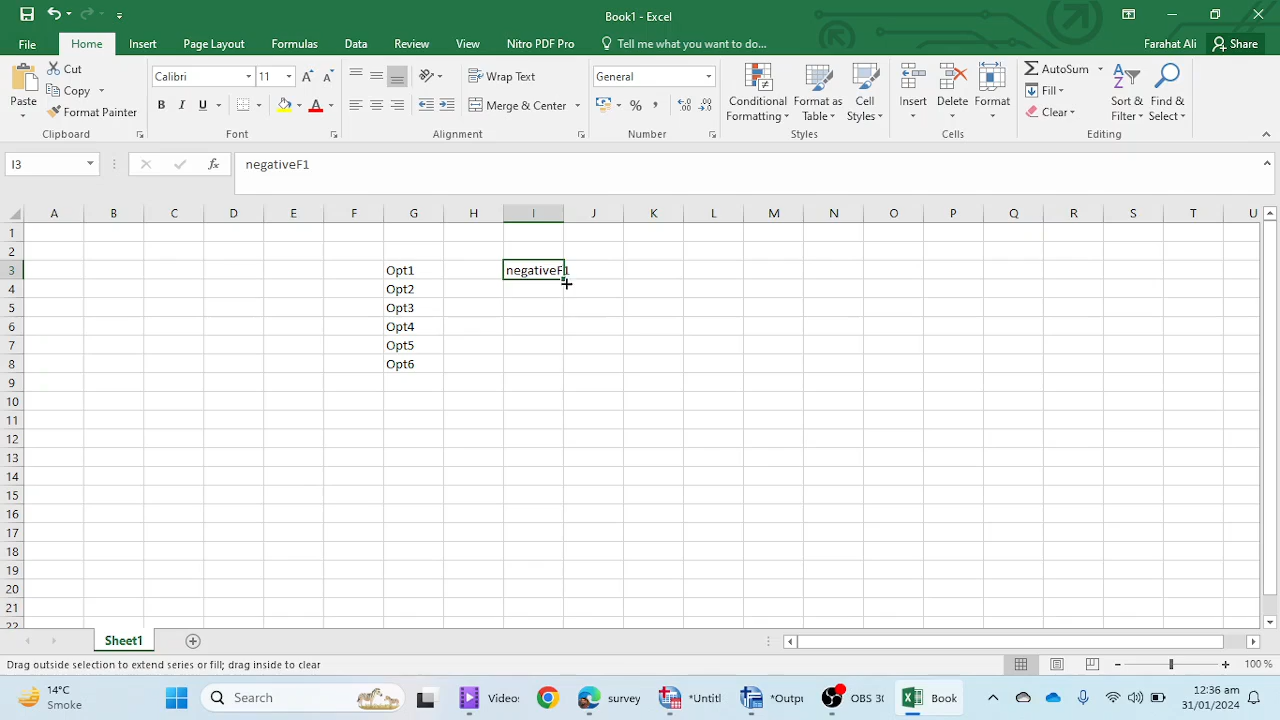 Book1 - Excel
File Home Insert Page Layout Formulas Data Review View Nitro PDF Pro Tell me what you want to do... Farahat Ali Share
Paste
Cut
Copy
Format Painter
Clipboard
Calibri 11
B I U
Font
Wrap Text
Merge & Center
Alignment
General
% ,
Number
Conditional Formatting
Format as Table
Cell Styles
Styles
Insert
Delete
Format
Cells
AutoSum
Fill
Clear
Sort & Filter
Find & Select
Editing
I3 fx negativeF1
A B C D E F G H I J K L M N O P Q R S T U
1
2
3 Opt1 negativeF1
4 Opt2
5 Opt3
6 Opt4
7 Opt5
8 Opt6
9
10
11
12
13
14
15
16
17
18
19
20
21
22
Sheet1
Drag outside selection to extend series or fill; drag inside to clear 100 %
14°C
Smoke
Search
Video:
survey
*Untitl
*Outpu
OBS 30
Book
12:36 am
31/01/2024